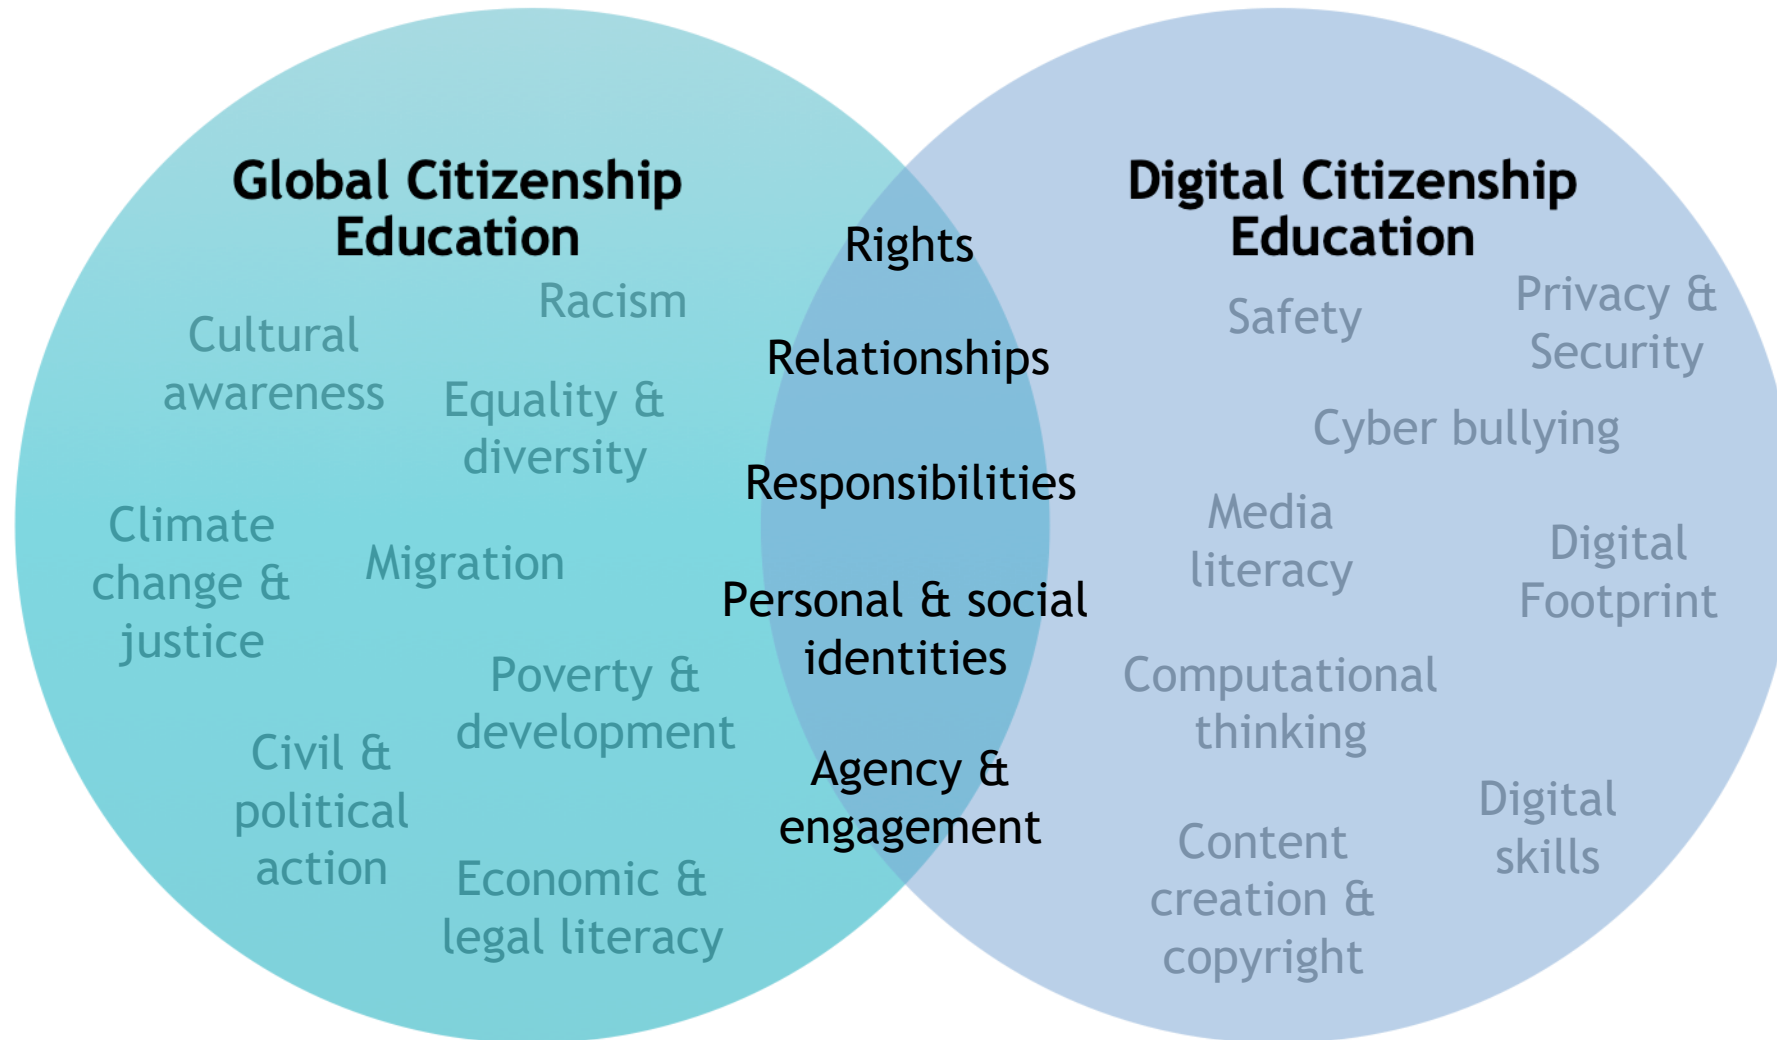 Global Citizenship
Education
Racism
Cultural
awareness
Equality &
diversity
Climate
change &
justice
Migration
Poverty &
development
Civil &
political
action
Economic &
legal literacy
Rights
Relationships
Responsibilities
Personal & social
identities
Agency &
engagement
Digital Citizenship
Education
Safety
Privacy &
Security
Cyber bullying
Media
literacy
Digital
Footprint
Computational
thinking
Digital
skills
Content
creation &
copyright